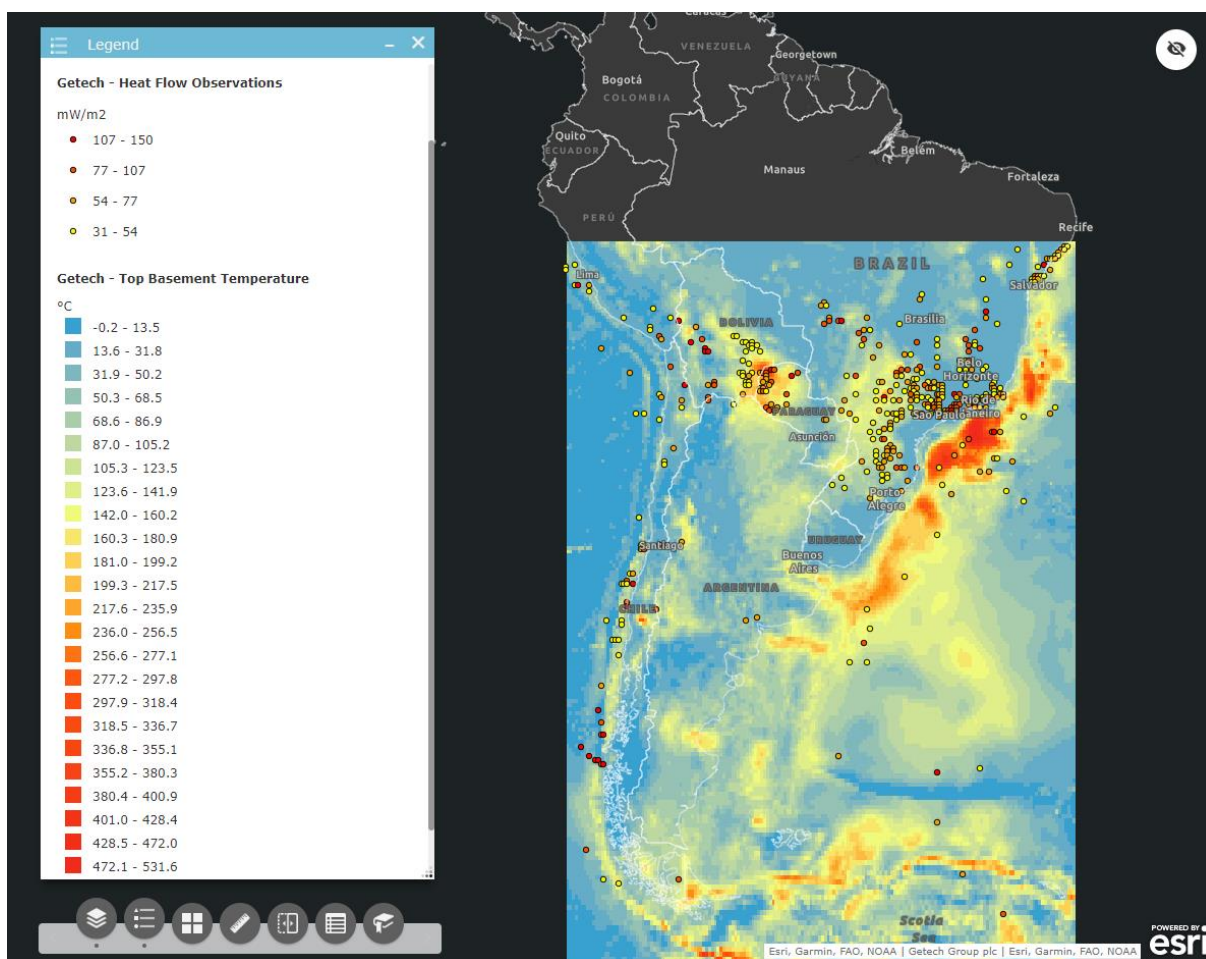 Legend
Getech - Heat Flow Observations
mW/m2
107 - 150
77 - 107
54 - 77
31 - 54
Getech - Top Basement Temperature
°C
-0.2 - 13.5
13.6 - 31.8
31.9 - 50.2
50.3 - 68.5
68.6 - 86.9
87.0 - 105.2
105.3 - 123.5
123.6 - 141.9
142.0 - 160.2
160.3 - 180.9
181.0 - 199.2
199.3 - 217.5
217.6 - 235.9
236.0 - 256.5
256.6 - 277.1
277.2 - 297.8
297.9 - 318.4
318.5 - 336.7
336.8 - 355.1
355.2 - 380.3
380.4 - 400.9
401.0 - 428.4
428.5 - 472.0
472.1 - 531.6
Caracas
VENEZUELA
Georgetown
GUYANA
Bogotá
COLOMBIA
Quito
ECUADOR
Belém
Manaus
Fortaleza
PERÚ
Recife
BRAZIL
Lima
Salvador
BOLIVIA
Brasília
Belo
Horizonte
PARAGUAY
Rio de
Janeiro
São Paulo
Asunción
Porto
Alegre
Santiago
URUGUAY
Buenos
Aires
ARGENTINA
CHILE
Scotia
Sea
Esri, Garmin, FAO, NOAA | Getech Group plc | Esri, Garmin, FAO, NOAA
POWERED BY
esri